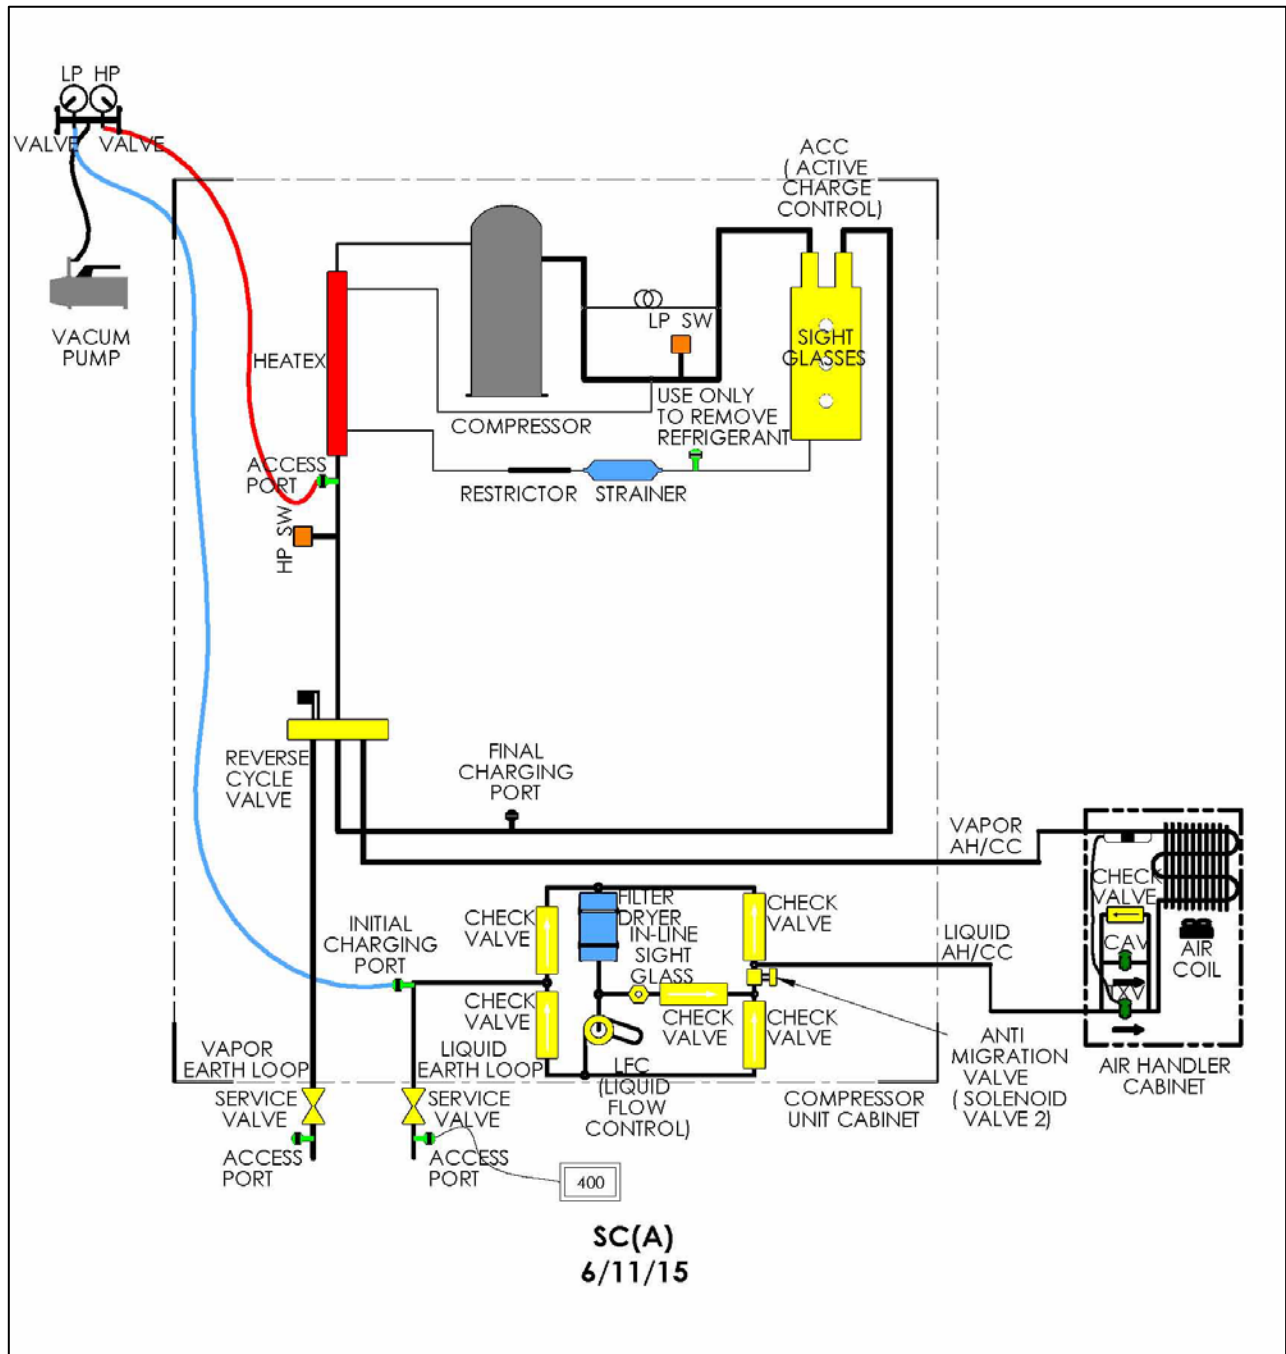 LP HP
VALVE VALVE
VACUM
PUMP
ACC
( ACTIVE
CHARGE
CONTROL)
HEATEX
COMPRESSOR
LP SW
SIGHT
GLASSES
USE ONLY
TO REMOVE
REFRIGERANT
ACCESS
PORT
RESTRICTOR
STRAINER
HP SW
REVERSE
CYCLE
VALVE
FINAL
CHARGING
PORT
VAPOR
AH/CC
CHECK
VALVE
CAV
TXV
AIR
COIL
AIR HANDLER
CABINET
LIQUID
AH/CC
INITIAL
CHARGING
PORT
CHECK
VALVE
FILTER
DRYER
IN-LINE
SIGHT
GLASS
CHECK
VALVE
CHECK
VALVE
CHECK
VALVE
CHECK
VALVE
LFC
(LIQUID
FLOW
CONTROL)
ANTI
MIGRATION
VALVE
( SOLENOID
VALVE 2)
VAPOR
EARTH LOOP
LIQUID
EARTH LOOP
SERVICE
VALVE
SERVICE
VALVE
COMPRESSOR
UNIT CABINET
ACCESS
PORT
ACCESS
PORT
400
SC(A)
6/11/15